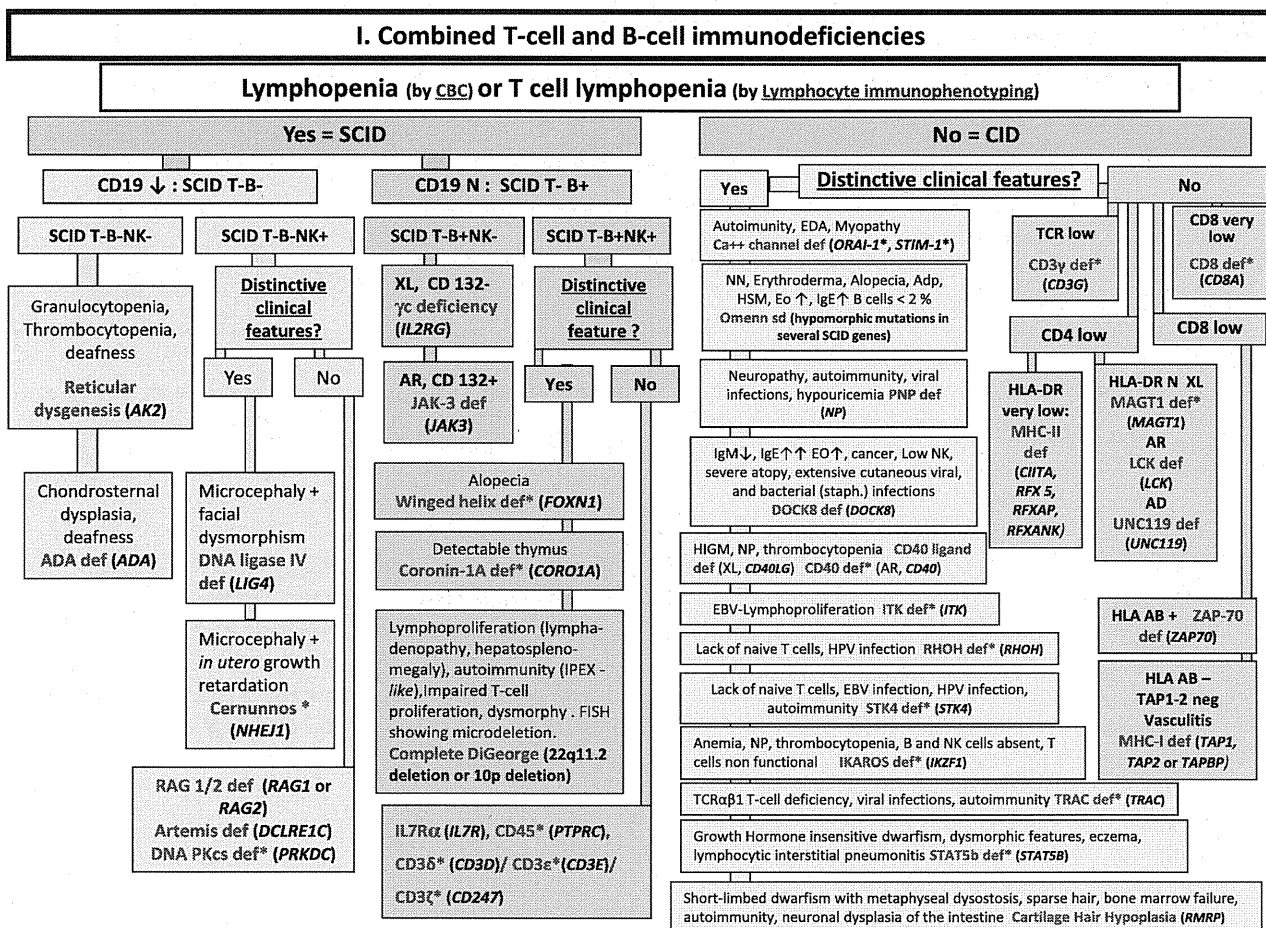 I. Combined T-cell and B-cell immunodeficiencies
Lymphopenia (by CBC) or T cell lymphopenia (by Lymphocyte immunophenotyping)
Yes = SCID
CD19 ↓ : SCID T-B-
CD19 N : SCID T- B+
SCID T-B-NK-
Granulocytopenia,
Thrombocytopenia,
deafness
Reticular
dysgenesis (AK2)
Chondrosternal
dysplasia,
deafness
ADA def (ADA)
SCID T-B-NK+
Distinctive
clinical
features?
Yes
No
Microcephaly +
facial
dysmorphism
DNA ligase IV
def (LIG4)
Microcephaly +
in utero growth
retardation
Cernunnos *
(NHEJ1)
RAG 1/2 def (RAG1 or
RAG2)
Artemis def (DCLRE1C)
DNA PKcs def* (PRKDC)
SCID T-B+NK-
XL, CD 132-
γc deficiency
(IL2RG)
AR, CD 132+
JAK-3 def
(JAK3)
SCID T-B+NK+
Distinctive
clinical
feature ?
Yes
No
Alopecia
Winged helix def* (FOXN1)
Detectable thymus
Coronin-1A def* (CORO1A)
Lymphoproliferation (lympha-
denopathy, hepatospleno-
megaly), autoimmunity (IPEX -
like),Impaired T-cell
proliferation, dysmorphy . FISH
showing microdeletion.
Complete DiGeorge (22q11.2
deletion or 10p deletion)
IL7Rα (IL7R), CD45* (PTPRC),
CD3δ* (CD3D)/ CD3ε*(CD3E)/
CD3ζ* (CD247)
No = CID
Distinctive clinical features?
Yes
No
Autoimunity, EDA, Myopathy
Ca++ channel def (ORAI-1*, STIM-1*)
NN, Erythroderma, Alopecia, Adp,
HSM, Eo ↑, IgE↑ B cells < 2 %
Omenn sd (hypomorphic mutations in
several SCID genes)
Neuropathy, autoimmunity, viral
infections, hypouricemia PNP def
(NP)
IgM↓, IgE↑↑ EO↑, cancer, Low NK,
severe atopy, extensive cutaneous viral,
and bacterial (staph.) infections
DOCK8 def (DOCK8)
HIGM, NP, thrombocytopenia CD40 ligand
def (XL, CD40LG) CD40 def* (AR, CD40)
EBV-Lymphoproliferation ITK def* (ITK)
Lack of naive T cells, HPV infection RHOH def* (RHOH)
Lack of naive T cells, EBV infection, HPV infection,
autoimmunity STK4 def* (STK4)
Anemia, NP, thrombocytopenia, B and NK cells absent, T
cells non functional IKAROS def* (IKZF1)
TCRαβ1 T-cell deficiency, viral infections, autoimmunity TRAC def* (TRAC)
Growth Hormone insensitive dwarfism, dysmorphic features, eczema,
lymphocytic interstitial pneumonitis STAT5b def* (STAT5B)
Short-limbed dwarfism with metaphyseal dysostosis, sparse hair, bone marrow failure,
autoimmunity, neuronal dysplasia of the intestine Cartilage Hair Hypoplasia (RMRP)
TCR low
CD3γ def*
(CD3G)
CD8 very
low
CD8 def*
(CD8A)
CD4 low
CD8 low
HLA-DR
very low:
MHC-II
def
(CIITA,
RFX 5,
RFXAP,
RFXANK)
HLA-DR N XL
MAGT1 def*
(MAGT1)
AR
LCK def
(LCK)
AD
UNC119 def
(UNC119)
HLA AB + ZAP-70
def (ZAP70)
HLA AB –
TAP1-2 neg
Vasculitis
MHC-I def (TAP1,
TAP2 or TAPBP)